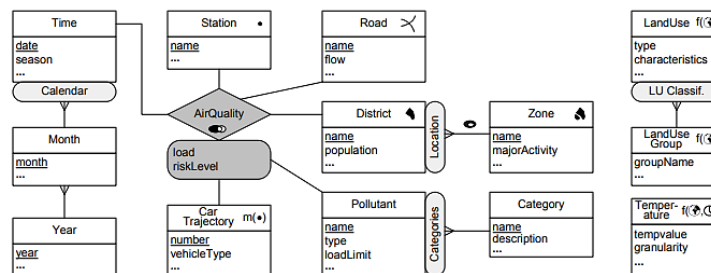 Time
date
season
...
Calendar
Month
month
...
Year
year
...
Station
name
...
Road
name
flow
...
AirQuality
load
riskLevel
Car
Trajectory m(•)
number
vehicleType
...
District
name
population
...
Location
Zone
name
majorActivity
...
Pollutant
name
type
loadLimit
...
Categories
Category
name
description
...
LandUse f(
type
characteristics
...
LU Classif.
LandUse
Group f(
groupName
...
Temper-
ature f(
tempvalue
granularity
...